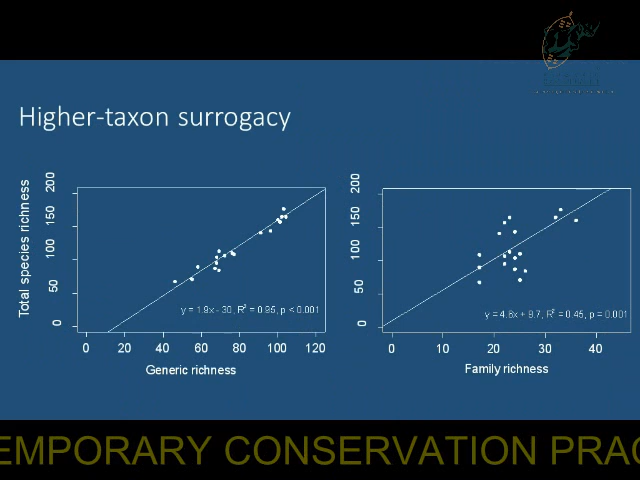 Higher-taxon surrogacy
Total species richness
0 50 100 150 200
y = 1.9x - 30, R² = 0.95, p < 0.001
0 20 40 60 80 100 120
Generic richness
0 50 100 150 200
y = 4.6x + 9.7, R² = 0.45, p = 0.001
0 10 20 30 40
Family richness
EMPORARY CONSERVATION PRAC